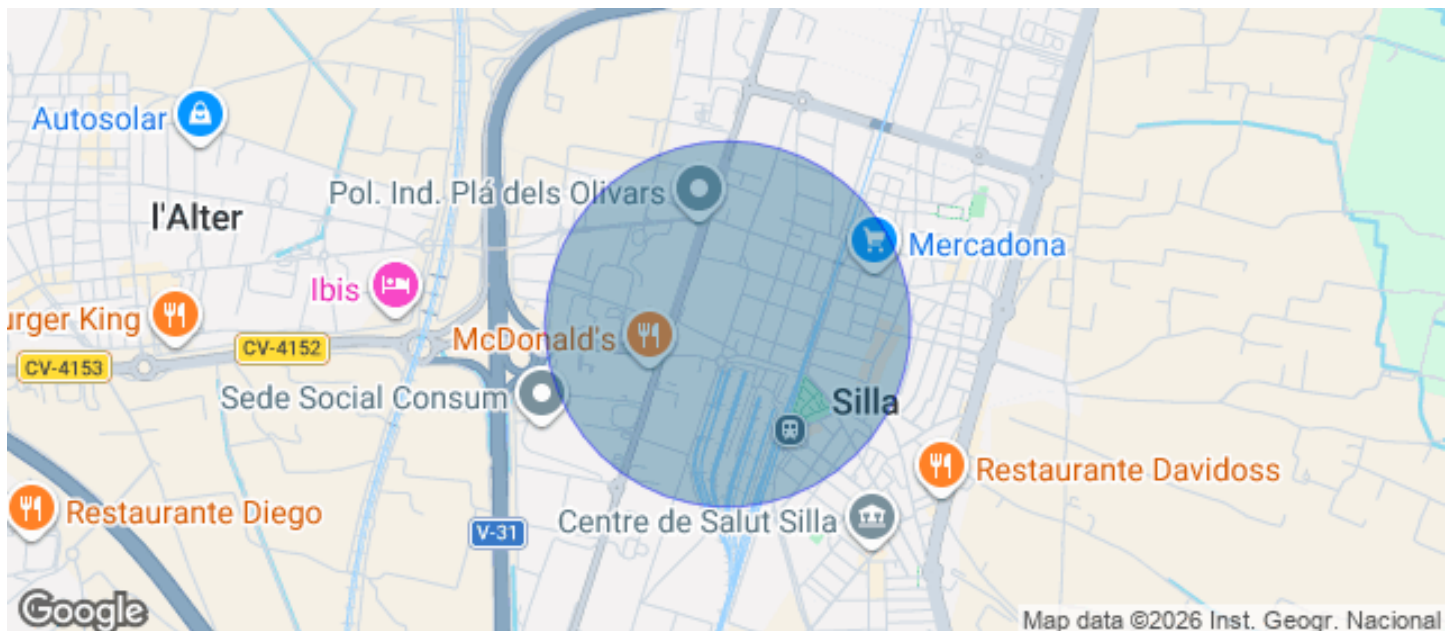 Autosolar
Pol. Ind. Plá dels Olivars
l'Alter
Mercadona
Ibis
urger King
McDonald's
CV-4152
CV-4153
Sede Social Consum
Silla
Restaurante Davidoss
Restaurante Diego
Centre de Salut Silla
V-31
Google
Map data ©2026 Inst. Geogr. Nacional